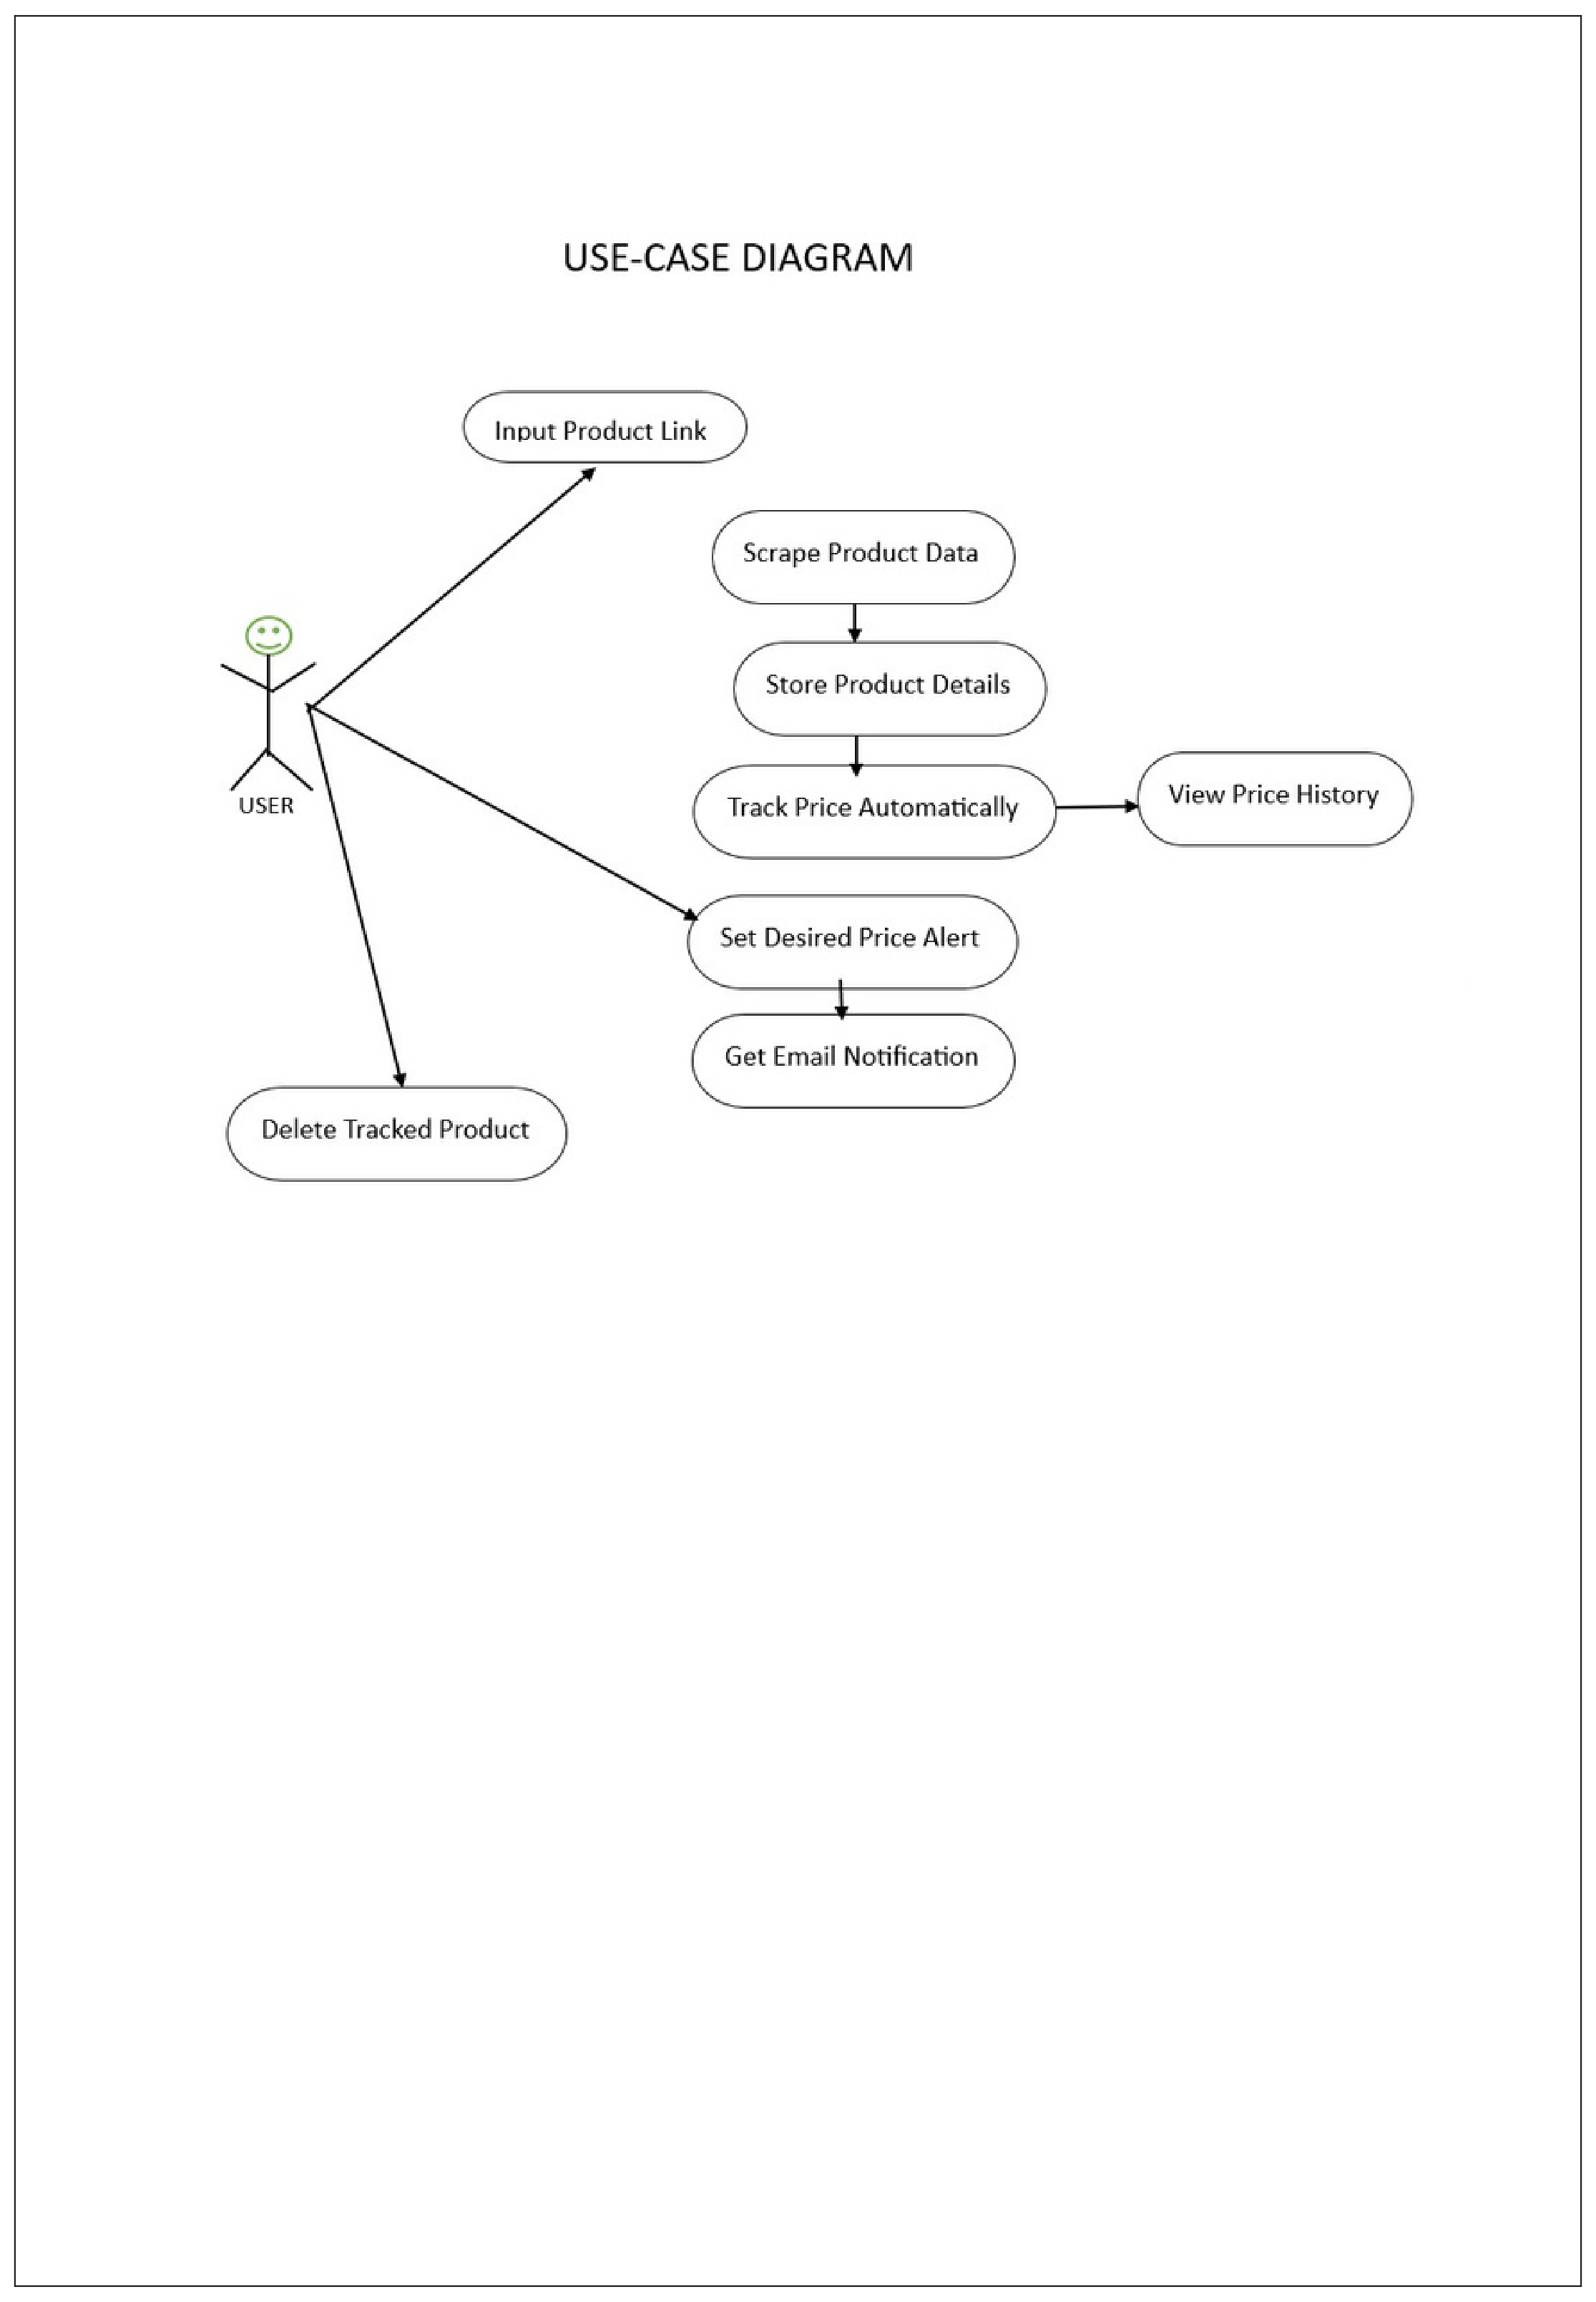 USE-CASE DIAGRAM
Input Product Link
Scrape Product Data
Store Product Details
Track Price Automatically
View Price History
USER
Set Desired Price Alert
Get Email Notification
Delete Tracked Product